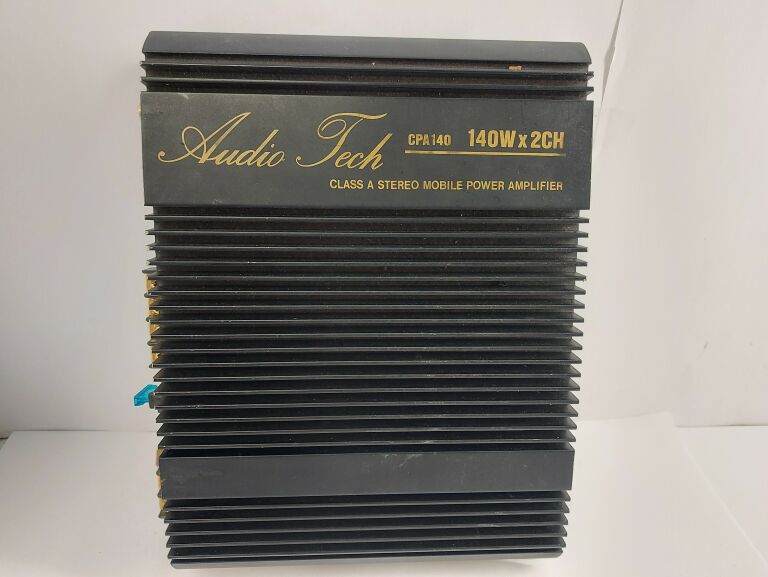 Audio Tech CPA140 140W x 2CH
CLASS A STEREO MOBILE POWER AMPLIFIER